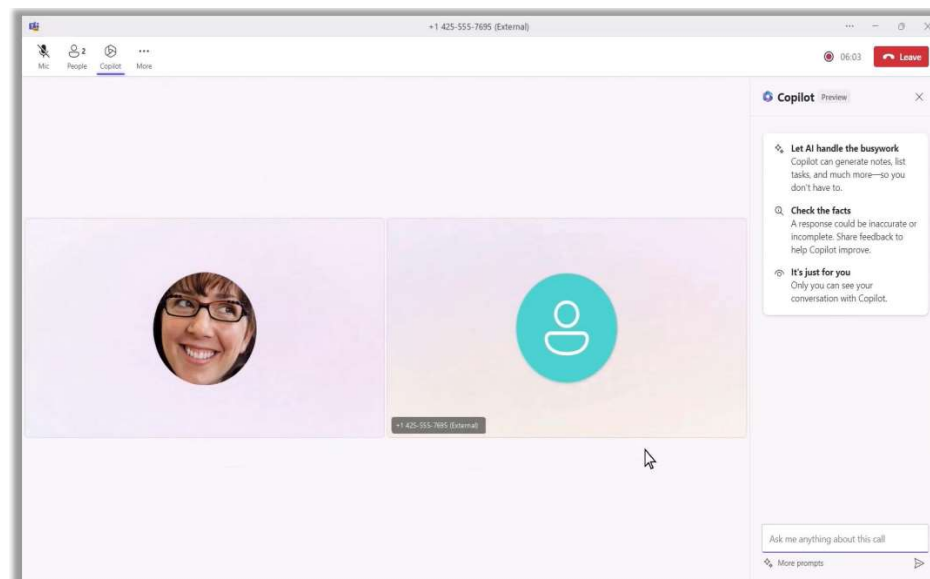 +1 425-555-7695 (External)
Mic
People
2
Copilot
More
06:03
Leave
Copilot Preview
Let AI handle the busywork
Copilot can generate notes, list
tasks, and much more—so you
don't have to.
Check the facts
A response could be inaccurate or
incomplete. Share feedback to
help Copilot improve.
It's just for you
Only you can see your
conversation with Copilot.
+1 425-555-7695 (External)
Ask me anything about this call
More prompts